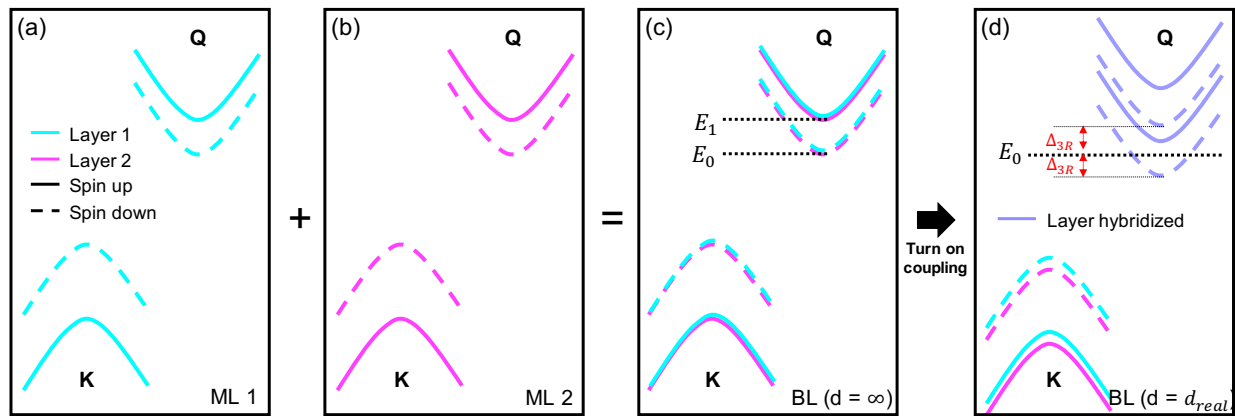 (a)
Q
Layer 1
Layer 2
Spin up
Spin down
K
ML 1
+
(b)
Q
K
ML 2
=
(c)
Q
E₁
E₀
K
BL (d = ∞)
Turn on
coupling
(d)
Q
Δ₃R
E₀
Δ₃R
Layer hybridized
K
BL (d = d_real)